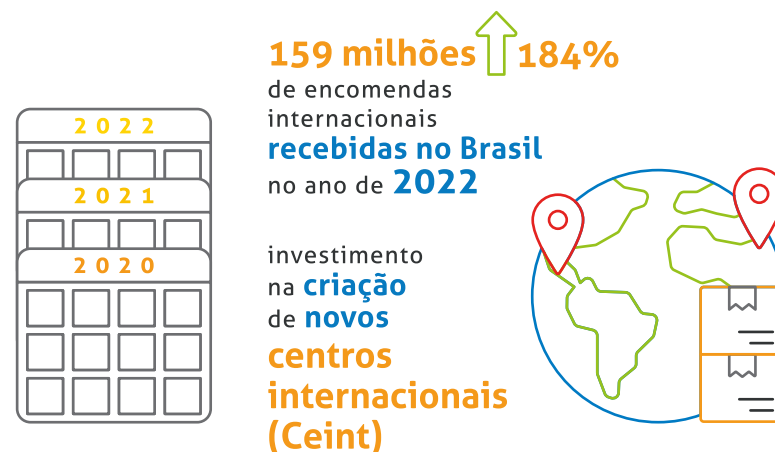 159 milhões 184%
de encomendas
internacionais
recebidas no Brasil
no ano de 2022
investimento
na criação
de novos
centros
internacionais
(Ceint)
2022
2021
2020